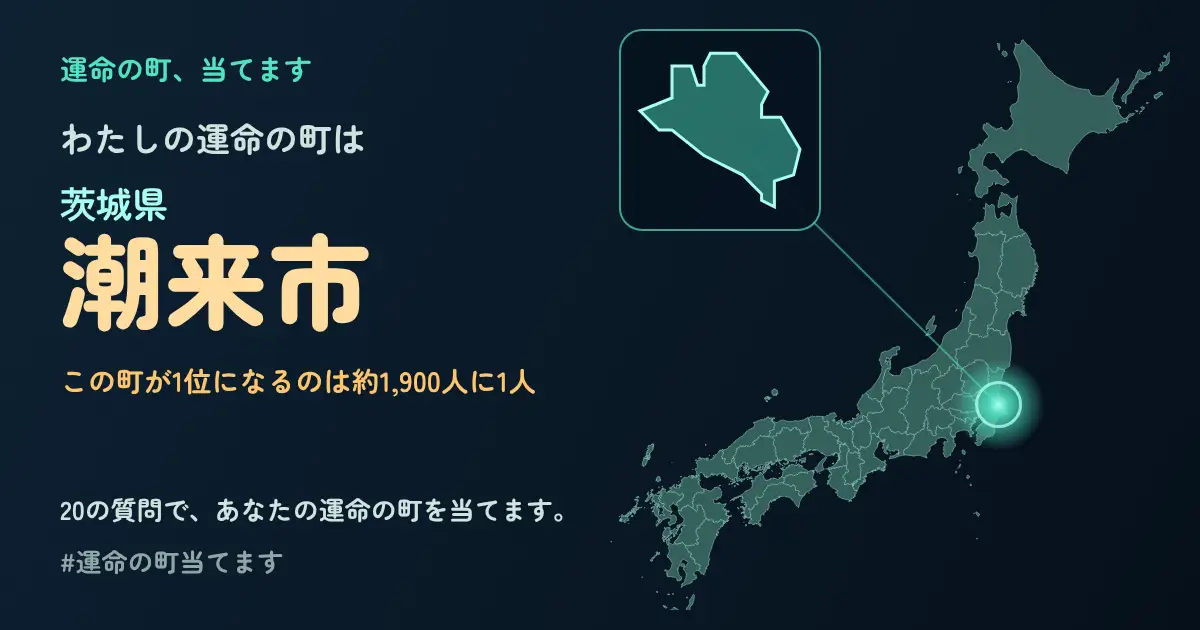 運命の町、当てます
わたしの運命の町は
茨城県
潮来市
この町が1位になるのは約1,900人に1人
20の質問で、あなたの運命の町を当てます。
#運命の町当てます